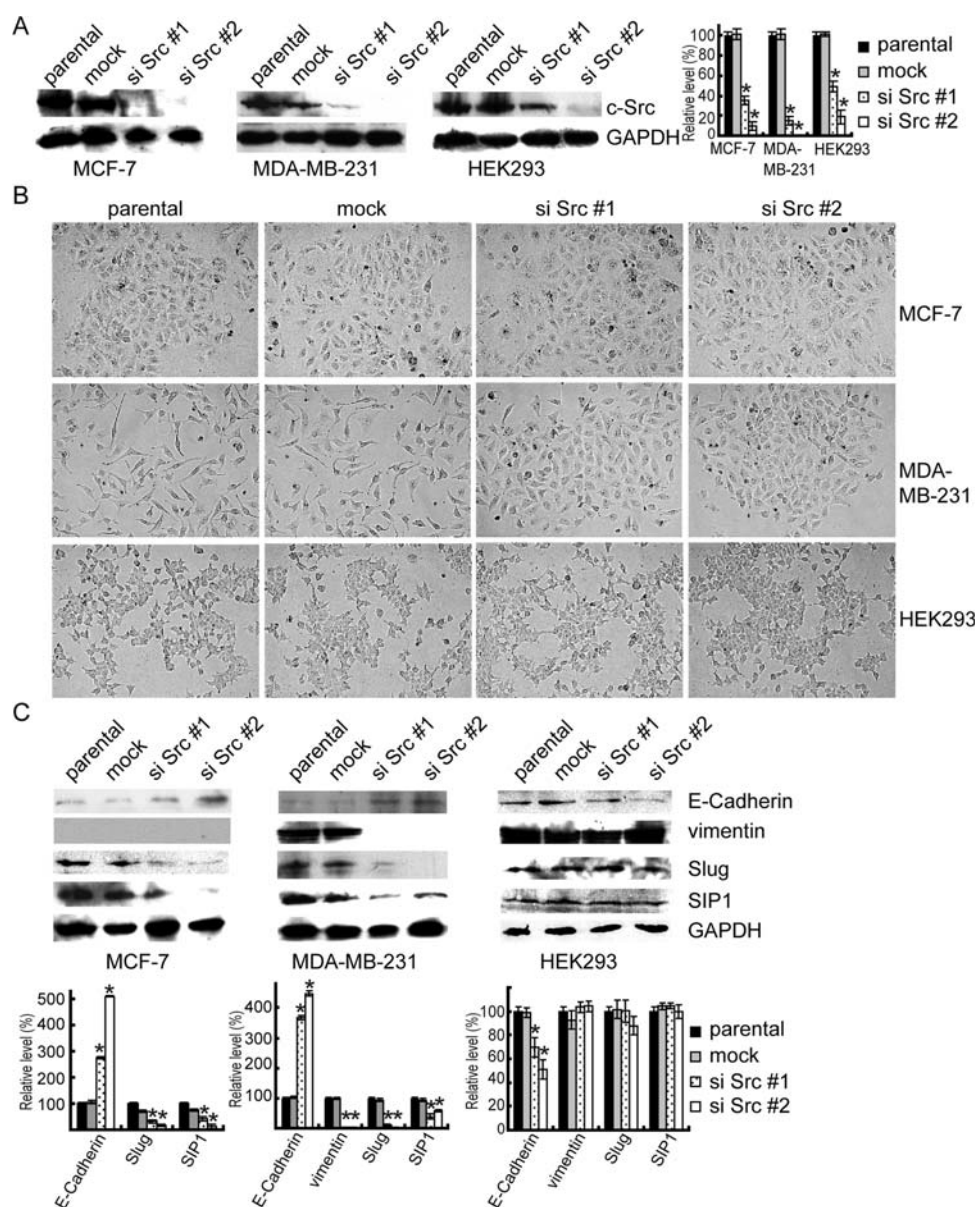 A
parental mock si Src #1 si Src #2
parental mock si Src #1 si Src #2
parental mock si Src #1 si Src #2
c-Src
GAPDH
MCF-7 MDA-MB-231 HEK293
Relative level (%)
100
80
60
40
20
0
* * * * * *
MCF-7 MDA-MB-231 HEK293
parental
mock
si Src #1
si Src #2
B
parental mock si Src #1 si Src #2
MCF-7
MDA-
MB-231
HEK293
C
parental mock si Src #1 si Src #2
parental mock si Src #1 si Src #2
parental mock si Src #1 si Src #2
E-Cadherin
vimentin
Slug
SIP1
GAPDH
MCF-7 MDA-MB-231 HEK293
Relative level (%)
500
300
100
* * ** **
E-Cadherin Slug SIP1
Relative level (%)
400
300
200
100
* * ** ** **
E-Cadherin vimentin Slug SIP1
Relative level (%)
120
100
80
60
40
20
0
* *
E-Cadherin vimentin Slug SIP1
parental
mock
si Src #1
si Src #2